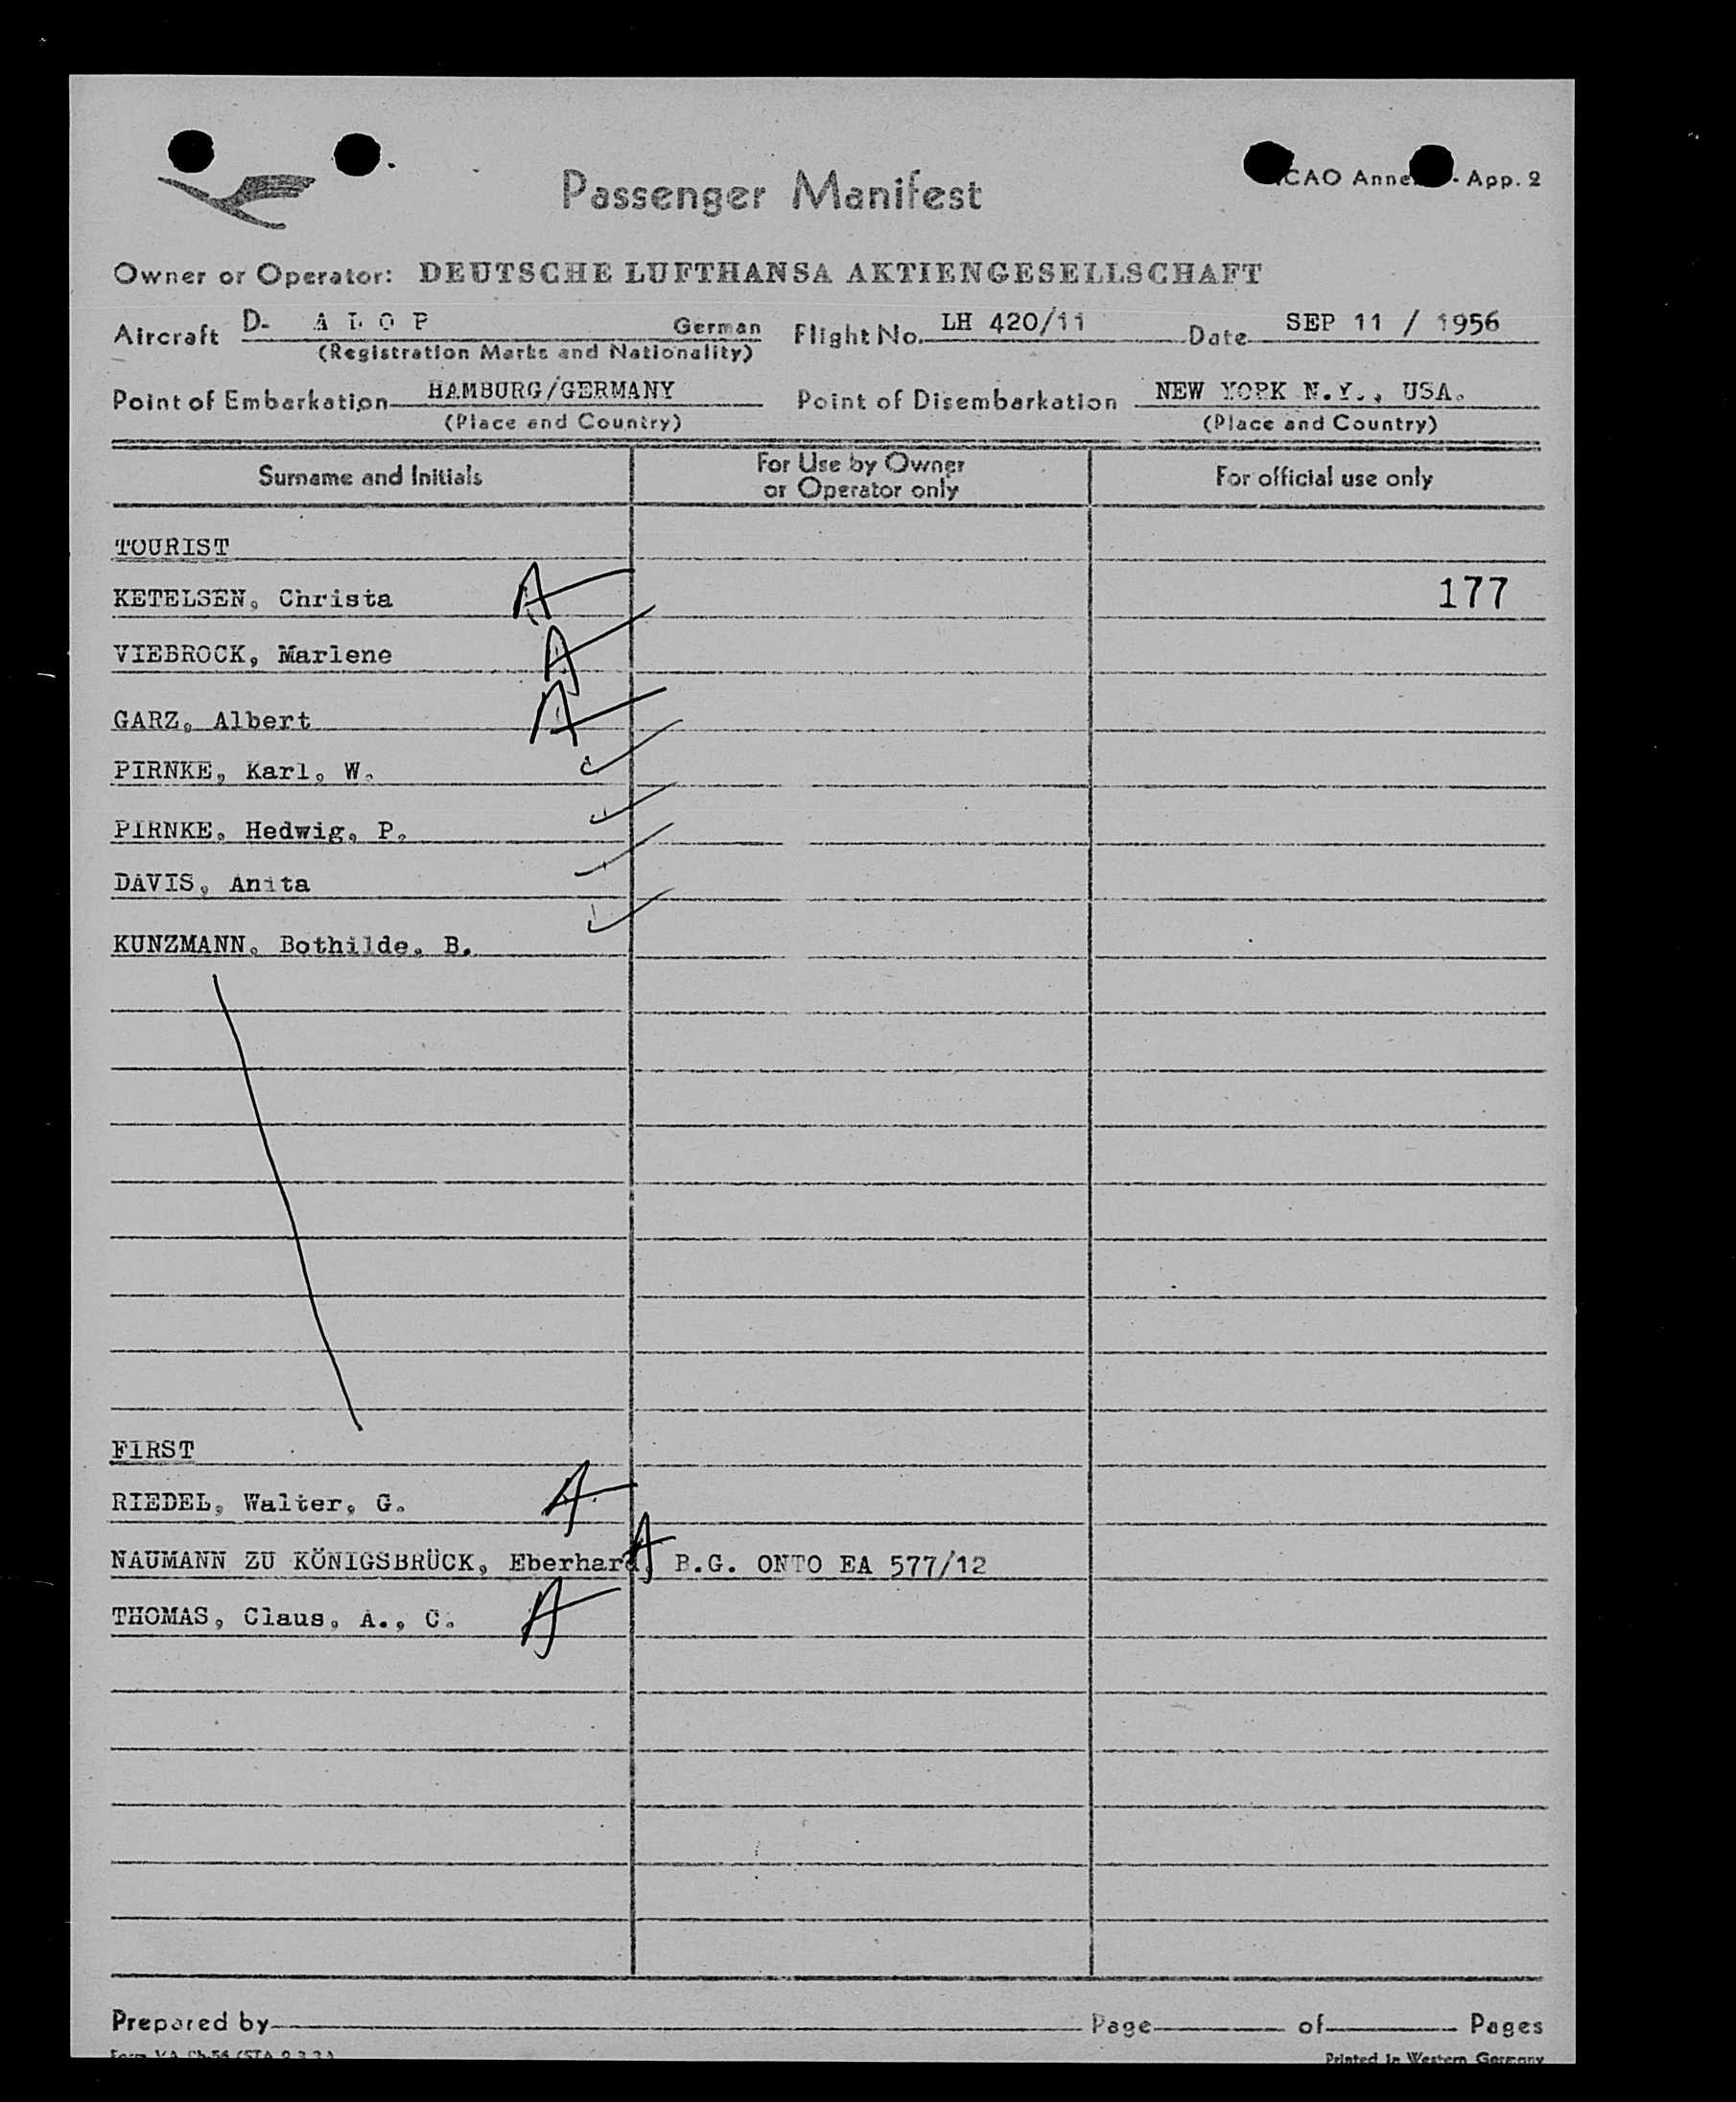 Passenger Manifest
CAO Anne - App. 2
Owner or Operator: DEUTSCHE LUFTHANSA AKTIENGESELLSCHAFT
Aircraft D- A L O P German Flight No. LH 420/11 Date SEP 11 / 1956
(Registration Marks and Nationality)
Point of Embarkation HAMBURG/GERMANY Point of Disembarkation NEW YORK N.Y., USA.
(Place and Country) (Place and Country)
Surname and Initials For Use by Owner or Operator only For official use only
TOURIST
KETELSEN, Christa A 177
VIEBROCK, Marlene A
GARZ, Albert A
PIRNKE, Karl, W.
PIRNKE, Hedwig, P.
DAVIS, Anita
KUNZMANN, Bothilde, B.
FIRST
RIEDEL, Walter, G. A
NAUMANN ZU KÖNIGSBRÜCK, Eberhard, A B.G. ONTO EA 577/12
THOMAS, Claus, A., C. A
Prepared by Page of Pages
Printed in Western Germany